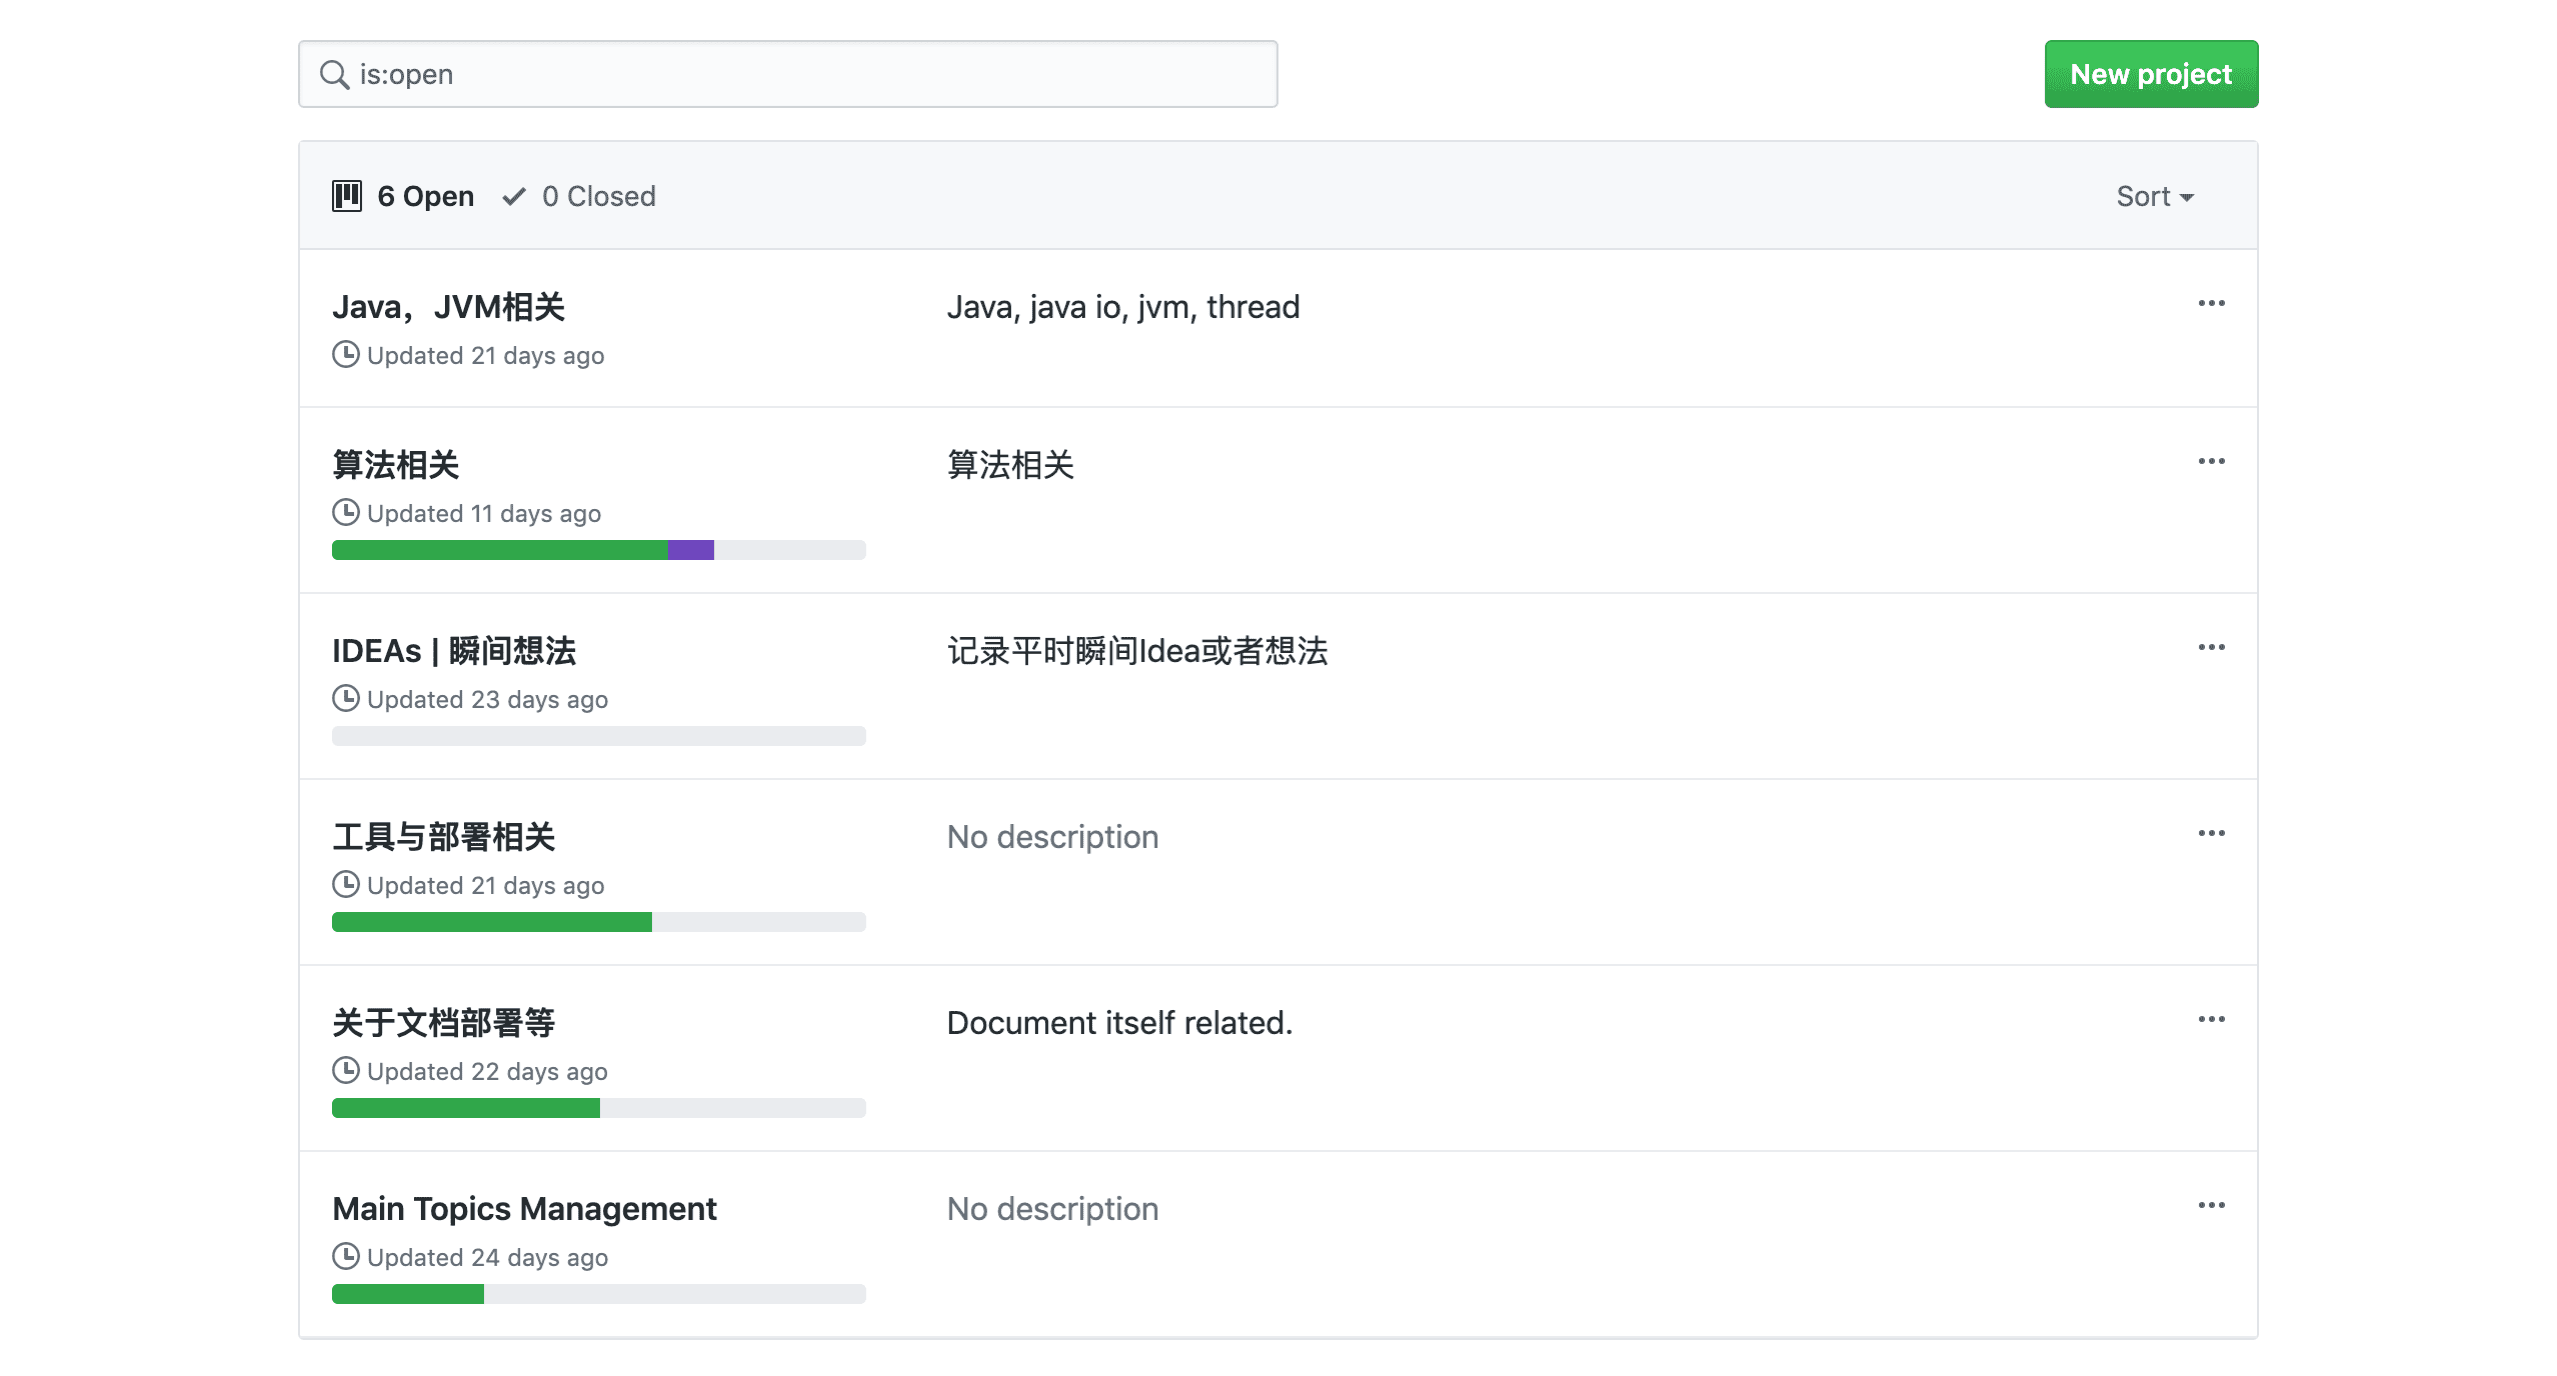 is:open
New project
6 Open 0 Closed
Sort
Java，JVM相关
Java, java io, jvm, thread
Updated 21 days ago
算法相关
算法相关
Updated 11 days ago
IDEAs | 瞬间想法
记录平时瞬间Idea或者想法
Updated 23 days ago
工具与部署相关
No description
Updated 21 days ago
关于文档部署等
Document itself related.
Updated 22 days ago
Main Topics Management
No description
Updated 24 days ago